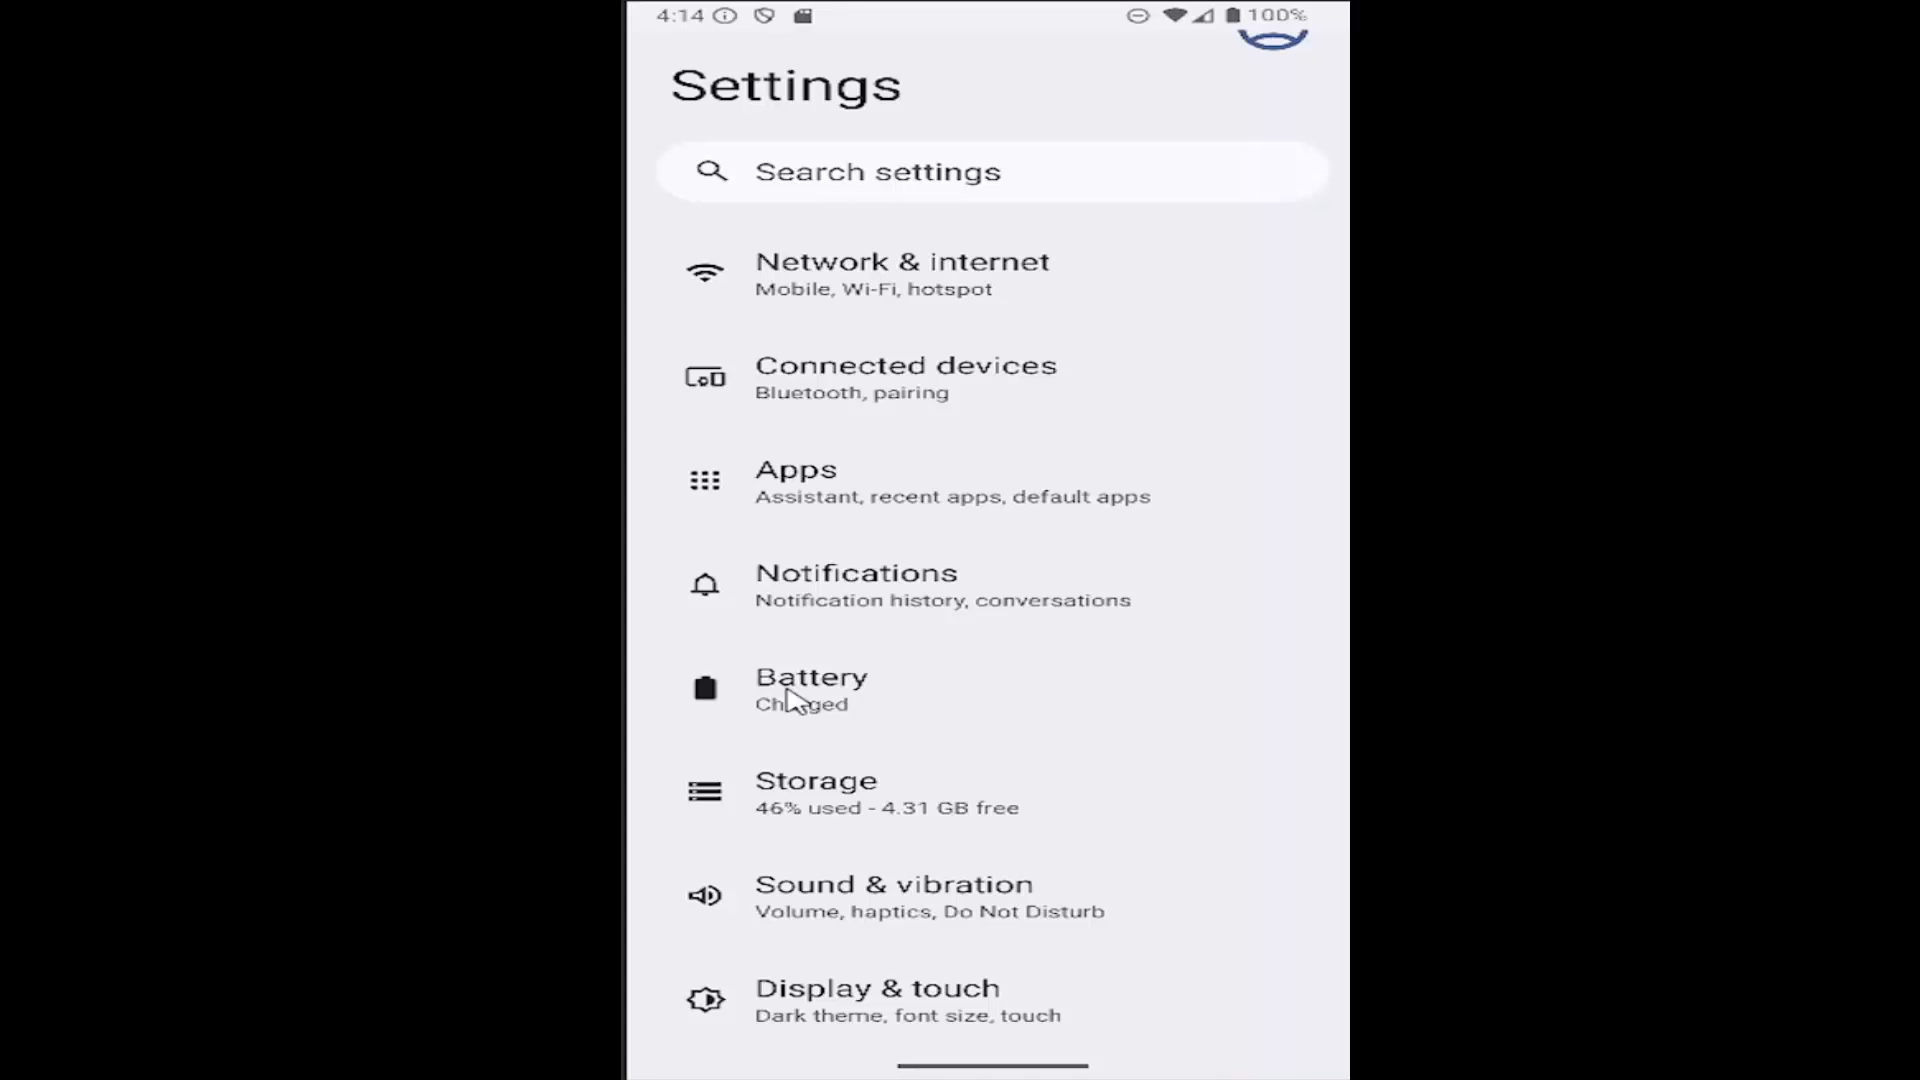 4:14 100%
Settings
Search settings
Network & internet
Mobile, Wi-Fi, hotspot
Connected devices
Bluetooth, pairing
Apps
Assistant, recent apps, default apps
Notifications
Notification history, conversations
Battery
Charged
Storage
46% used - 4.31 GB free
Sound & vibration
Volume, haptics, Do Not Disturb
Display & touch
Dark theme, font size, touch